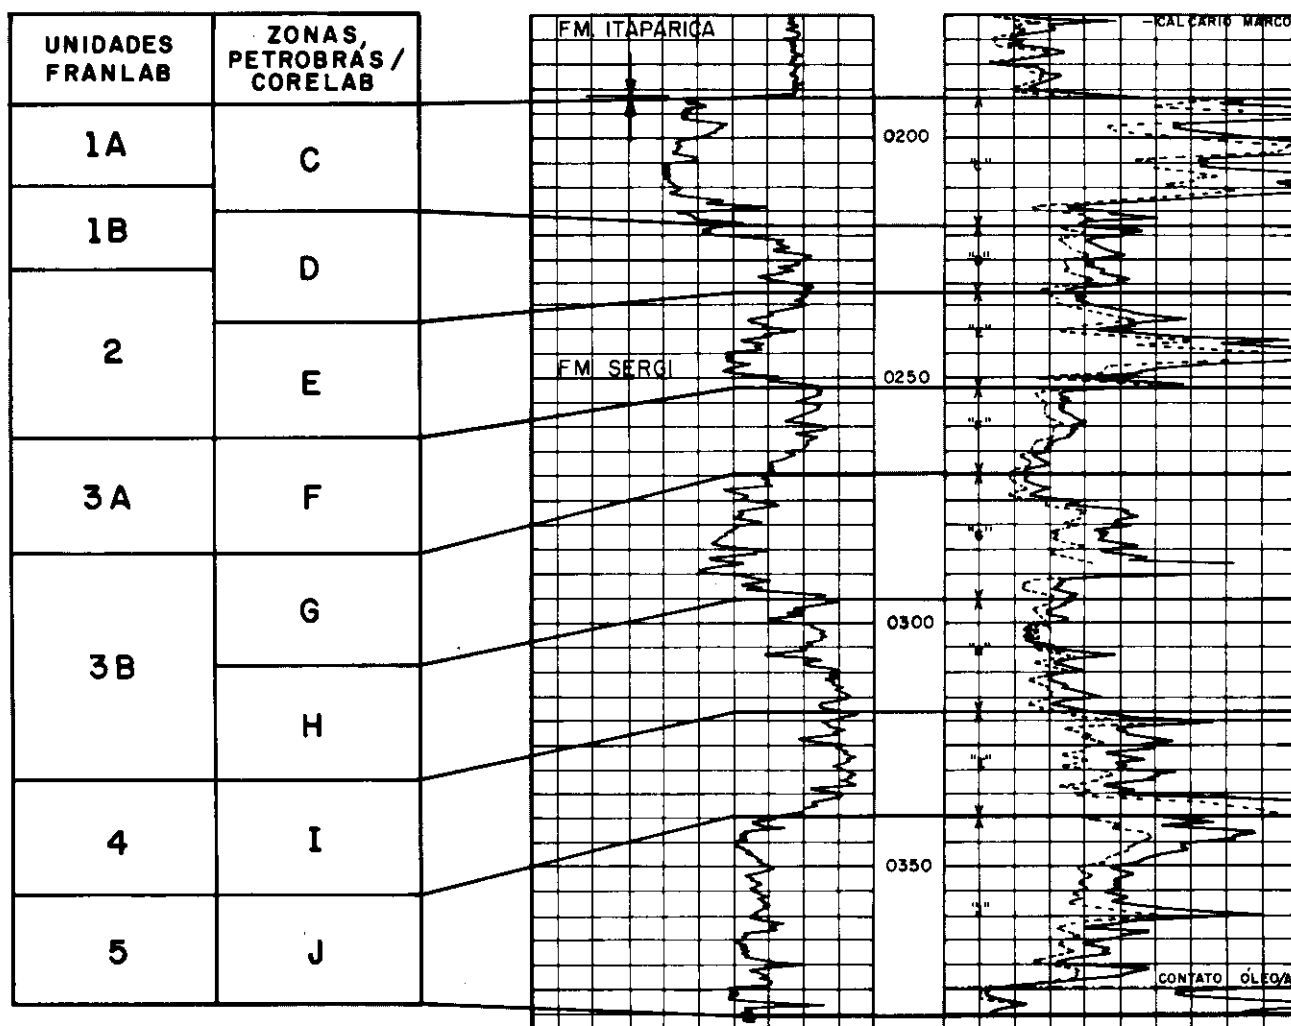 UNIDADES
FRANLAB
ZONAS,
PETROBRÁS/
CORELAB
1A
1B
2
3A
3B
4
5
C
D
E
F
G
H
I
J
FM. ITAPARICA
FM. SERGI
0200
0250
0300
0350
"C"
"D"
"E"
"F"
"G"
"H"
"I"
"J"
CALCARIO MARCO
CONTATO ÓLEO/A